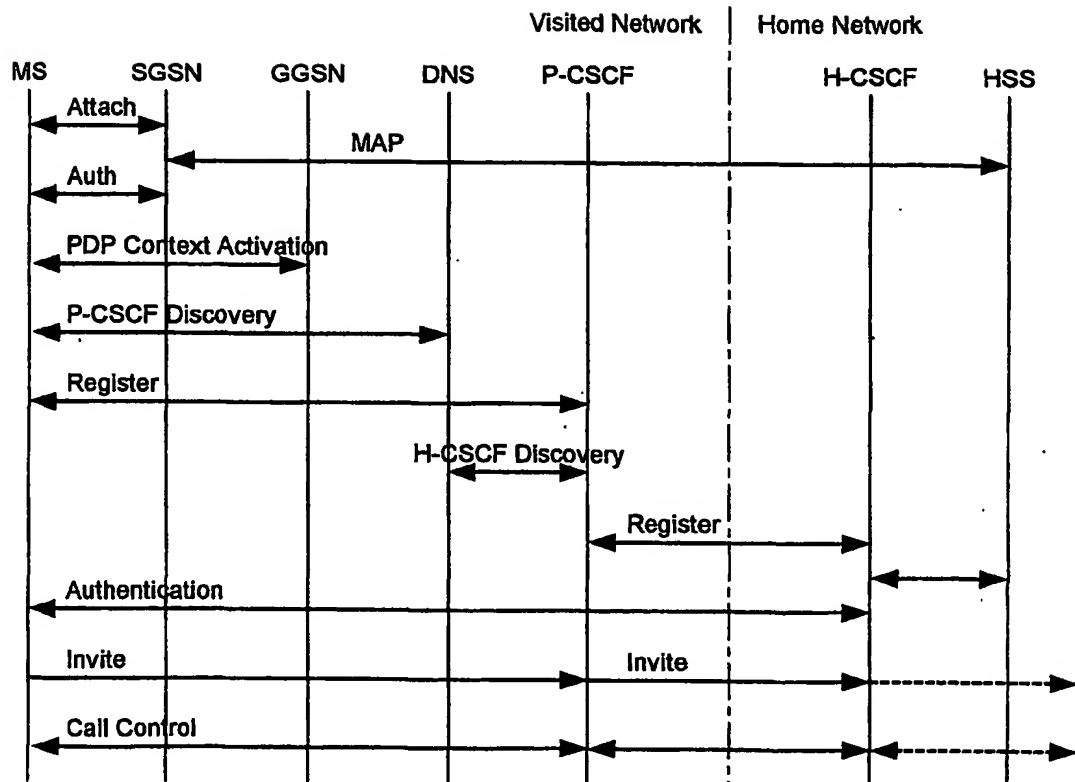 Visited Network
Home Network
MS
SGSN
GGSN
DNS
P-CSCF
H-CSCF
HSS
Attach
MAP
Auth
PDP Context Activation
P-CSCF Discovery
Register
H-CSCF Discovery
Register
Authentication
Invite
Invite
Call Control